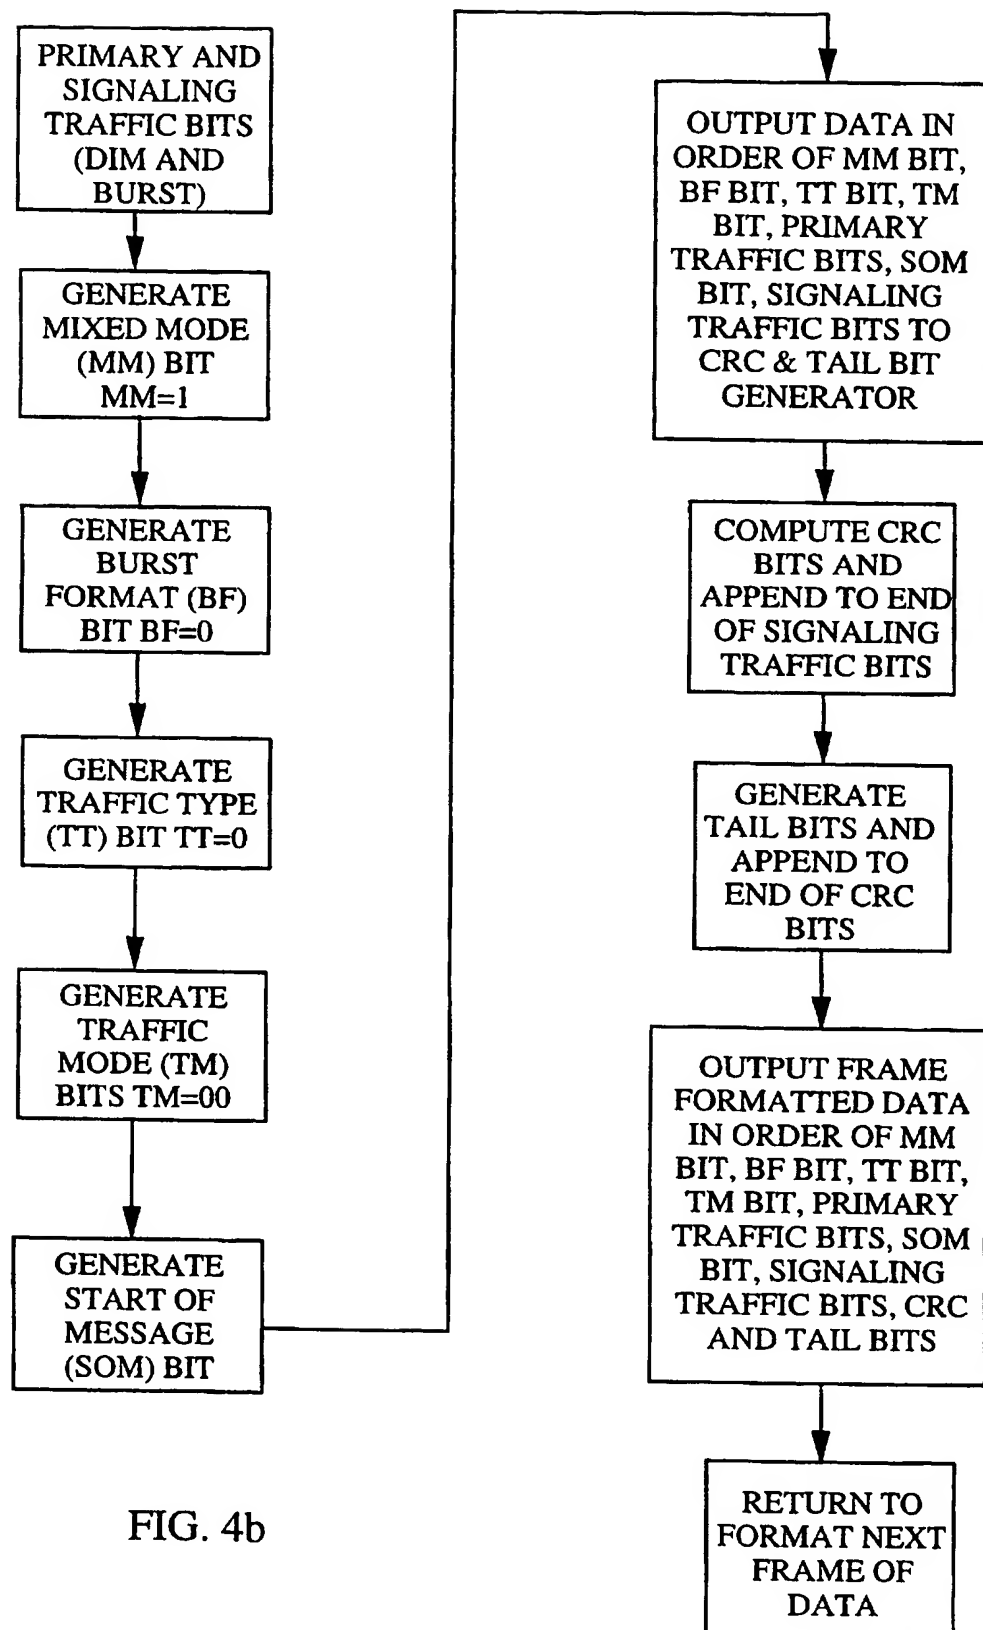 PRIMARY AND
SIGNALING
TRAFFIC BITS
(DIM AND
BURST)
GENERATE
MIXED MODE
(MM) BIT
MM=1
GENERATE
BURST
FORMAT (BF)
BIT BF=0
GENERATE
TRAFFIC TYPE
(TT) BIT TT=0
GENERATE
TRAFFIC
MODE (TM)
BITS TM=00
GENERATE
START OF
MESSAGE
(SOM) BIT
OUTPUT DATA IN
ORDER OF MM BIT,
BF BIT, TT BIT, TM
BIT, PRIMARY
TRAFFIC BITS, SOM
BIT, SIGNALING
TRAFFIC BITS TO
CRC & TAIL BIT
GENERATOR
COMPUTE CRC
BITS AND
APPEND TO END
OF SIGNALING
TRAFFIC BITS
GENERATE
TAIL BITS AND
APPEND TO
END OF CRC
BITS
OUTPUT FRAME
FORMATTED DATA
IN ORDER OF MM
BIT, BF BIT, TT BIT,
TM BIT, PRIMARY
TRAFFIC BITS, SOM
BIT, SIGNALING
TRAFFIC BITS, CRC
AND TAIL BITS
RETURN TO
FORMAT NEXT
FRAME OF
DATA
FIG. 4b